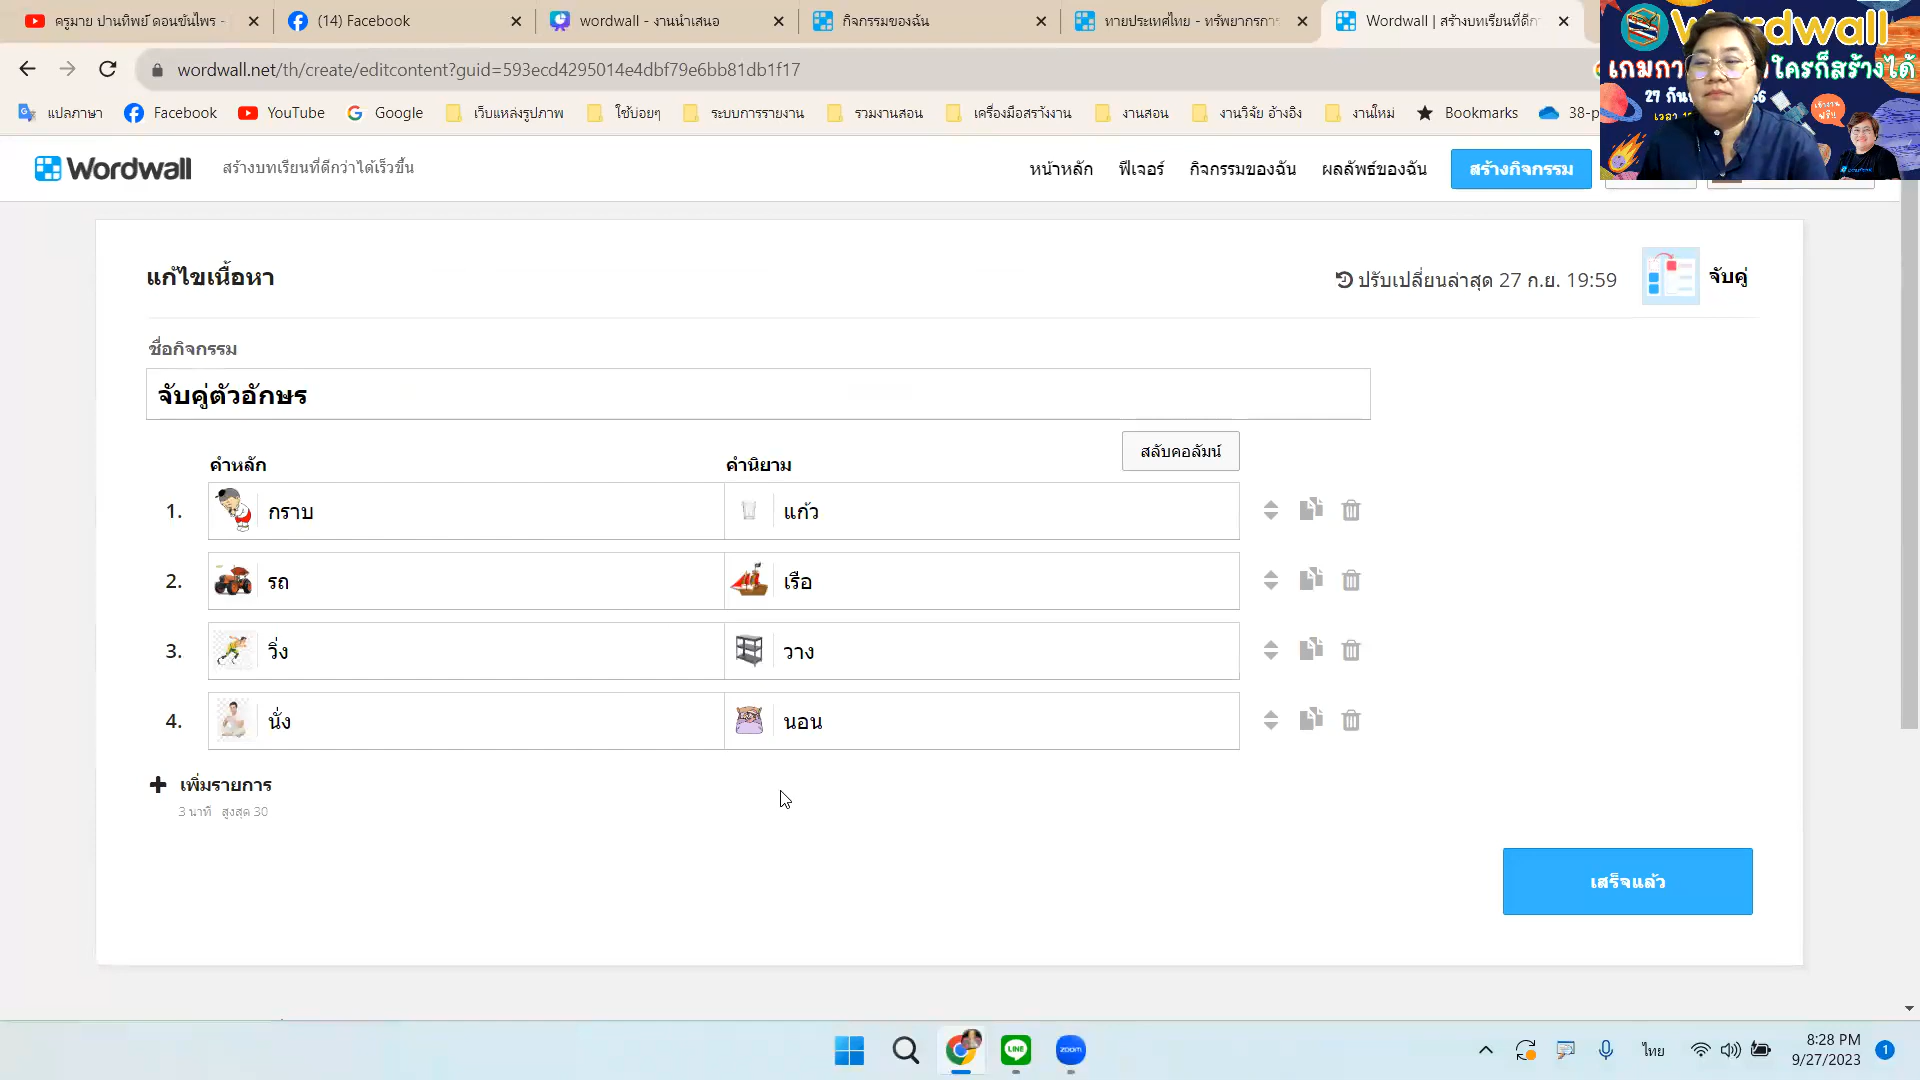 ครูมาย ปานทิพย์ ดอนขันไพร -
(14) Facebook
wordwall - งานนำเสนอ
กิจกรรมของฉัน
ทายประเทศไทย - ทรัพยากรการ
Wordwall | สร้างบทเรียนที่ดีกว่า
wordwall.net/th/create/editcontent?guid=593ecd4295014e4dbf79e6bb81db1f17
แปลภาษา
Facebook
YouTube
Google
เว็บแหล่งรูปภาพ
ใช้บ่อยๆ
ระบบการรายงาน
รวมงานสอน
เครื่องมือสรา้งงาน
งานสอน
งานวิจัย อ้างอิง
งานใหม่
Bookmarks
38-p
เข้างาน
ฟรี!!
ใครก็สร้างได้
Wordwall
สร้างบทเรียนที่ดีกว่าได้เร็วขึ้น
หน้าหลัก
ฟีเจอร์
กิจกรรมของฉัน
ผลลัพธ์ของฉัน
สร้างกิจกรรม
แก้ไขเนื้อหา
ปรับเปลี่ยนล่าสุด 27 ก.ย. 19:59
จับคู่
ชื่อกิจกรรม
จับคู่ตัวอักษร
สลับคอลัมน์
คำหลัก
คำนิยาม
1. กราบ แก้ว
2. รถ เรือ
3. วิ่ง วาง
4. นั่ง นอน
เพิ่มรายการ
3 นาที สูงสุด 30
เสร็จแล้ว
LINE
zoom
ไทย
8:28 PM
9/27/2023
1